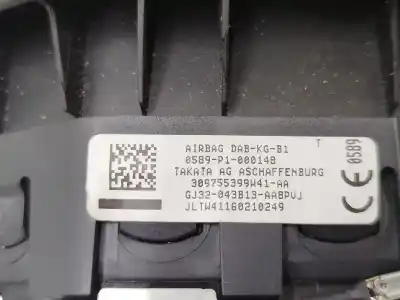 AIRBAG DAB-KG-B1
T
0589-P1-000148
TAKATA AG ASCHAFFENBURG
309755399W41-AA
GJ32-043B13-AABPVJ
JLTW41160210249
CE 0589